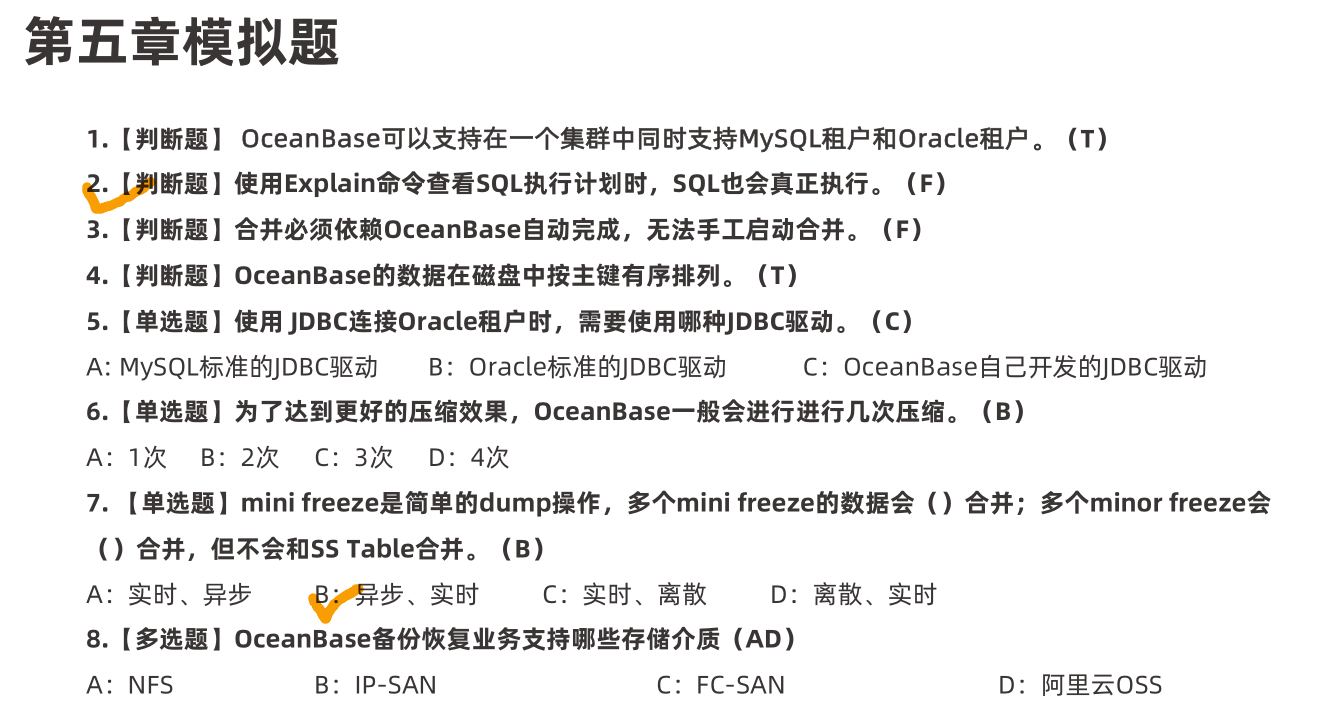 第五章模拟题
1.【判断题】 OceanBase可以支持在一个集群中同时支持MySQL租户和Oracle租户。（T）
2.【判断题】使用Explain命令查看SQL执行计划时，SQL也会真正执行。（F）
3.【判断题】合并必须依赖OceanBase自动完成，无法手工启动合并。（F）
4.【判断题】OceanBase的数据在磁盘中按主键有序排列。（T）
5.【单选题】使用 JDBC连接Oracle租户时，需要使用哪种JDBC驱动。（C）
A: MySQL标准的JDBC驱动 B：Oracle标准的JDBC驱动 C：OceanBase自己开发的JDBC驱动
6.【单选题】为了达到更好的压缩效果，OceanBase一般会进行进行几次压缩。（B）
A：1次 B：2次 C：3次 D：4次
7. 【单选题】mini freeze是简单的dump操作，多个mini freeze的数据会（）合并；多个minor freeze会
（）合并，但不会和SS Table合并。（B）
A：实时、异步 B：异步、实时 C：实时、离散 D：离散、实时
8.【多选题】OceanBase备份恢复业务支持哪些存储介质（AD）
A：NFS B：IP-SAN C：FC-SAN D：阿里云OSS